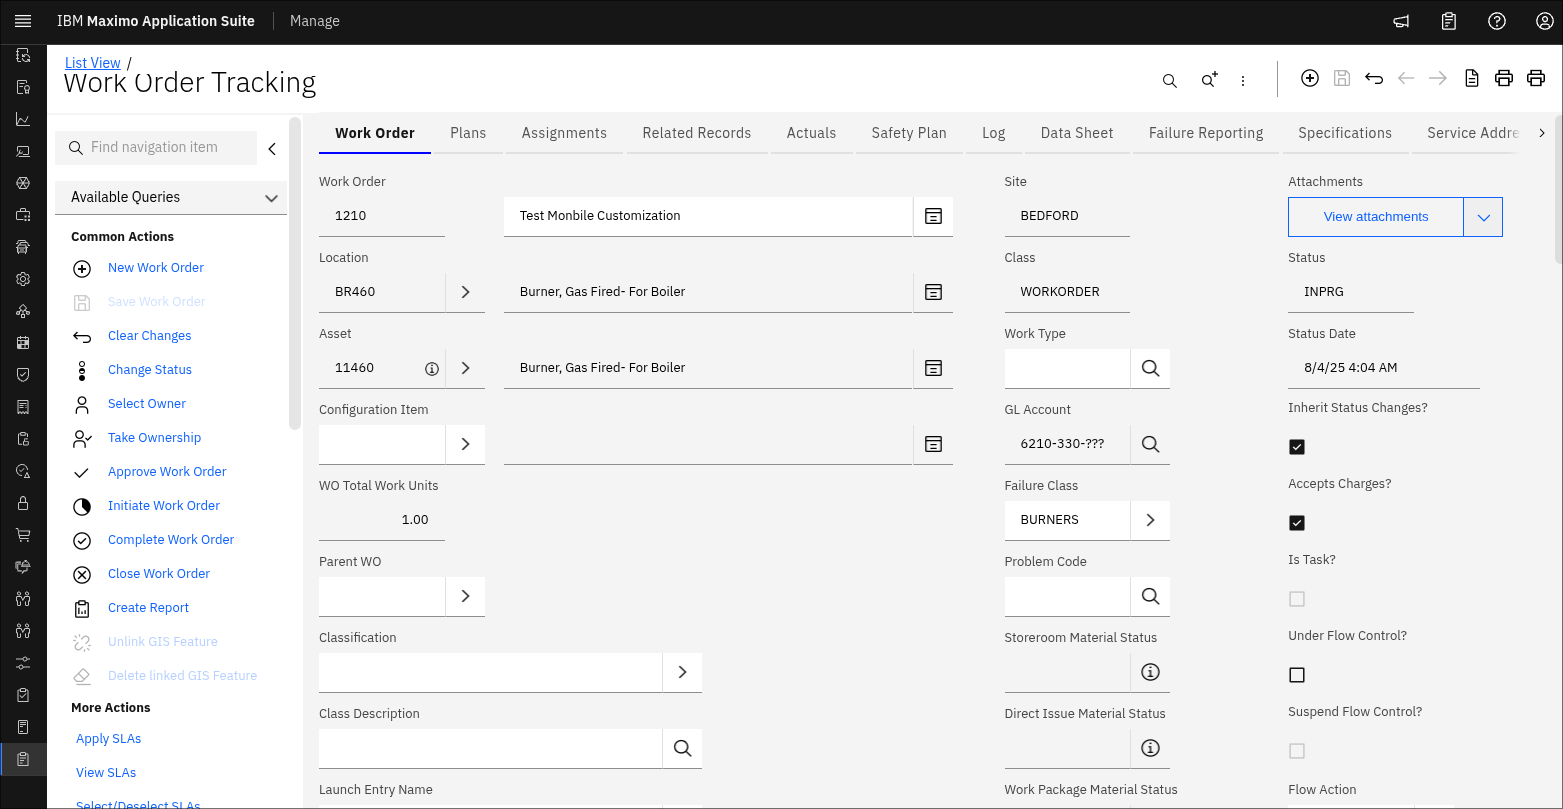 IBM Maximo Application Suite
Manage
List View /
Work Order Tracking
Find navigation item
Available Queries
Common Actions
New Work Order
Save Work Order
Clear Changes
Change Status
Select Owner
Take Ownership
Approve Work Order
Initiate Work Order
Complete Work Order
Close Work Order
Create Report
Unlink GIS Feature
Delete linked GIS Feature
More Actions
Apply SLAs
View SLAs
Select/Deselect SLAs
Work Order Plans Assignments Related Records Actuals Safety Plan Log Data Sheet Failure Reporting Specifications Service Addre
Work Order
1210
Test Monbile Customization
Location
BR460
Burner, Gas Fired- For Boiler
Asset
11460
Burner, Gas Fired- For Boiler
Configuration Item
WO Total Work Units
1.00
Parent WO
Classification
Class Description
Launch Entry Name
Site
BEDFORD
Class
WORKORDER
Work Type
GL Account
6210-330-???
Failure Class
BURNERS
Problem Code
Storeroom Material Status
Direct Issue Material Status
Work Package Material Status
Attachments
View attachments
Status
INPRG
Status Date
8/4/25 4:04 AM
Inherit Status Changes?
Accepts Charges?
Is Task?
Under Flow Control?
Suspend Flow Control?
Flow Action